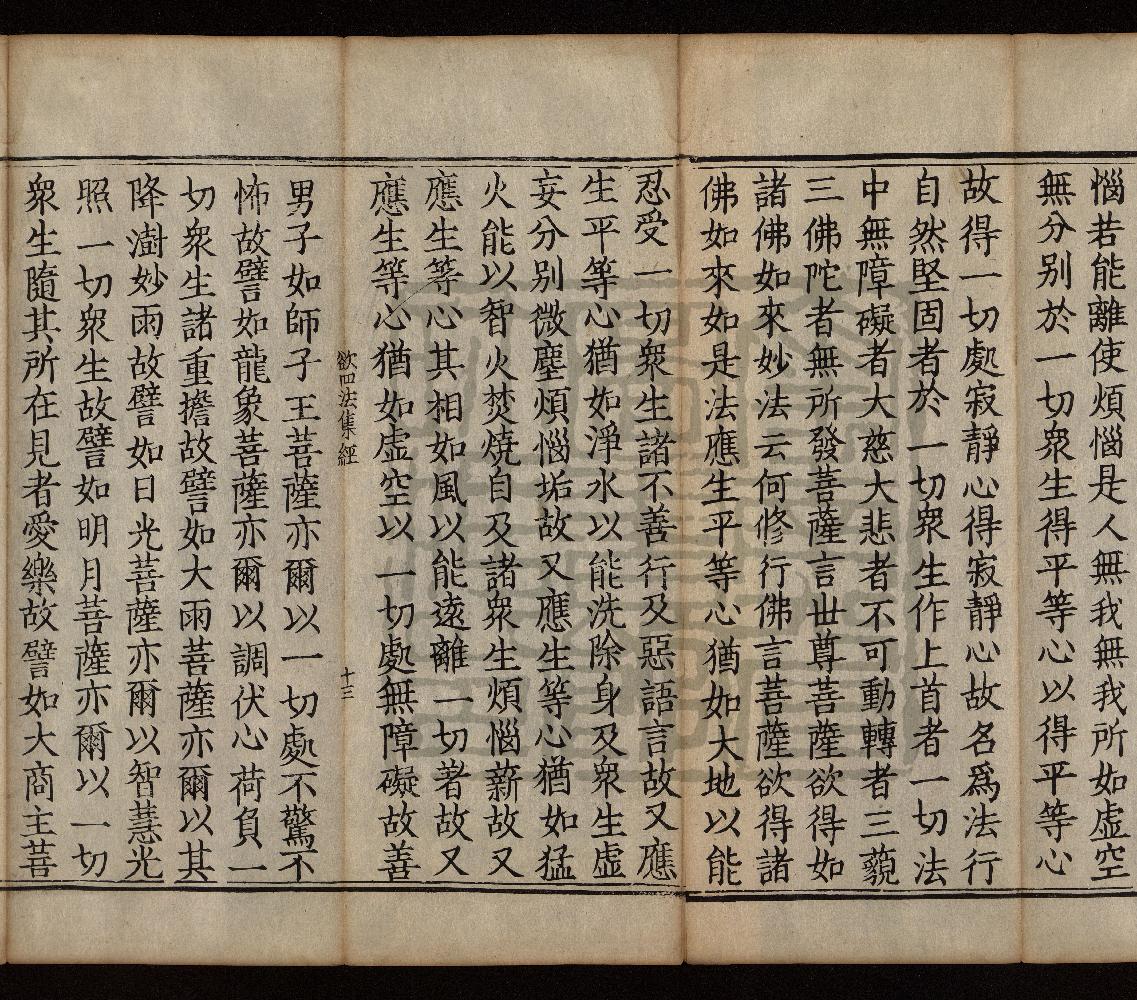 惱若能離使煩惱是人無我無我所如虛空
無分别於一切衆生得平等心以得平等心
故得一切處寂靜心得寂靜心故名爲法行
自然堅固者於一切衆生作上首者一切法
中無障礙者大慈大悲者不可動轉者三藐
三佛陀者無所發菩薩言世尊菩薩欲得如
諸佛如來妙法云何修行佛言菩薩欲得諸
佛如來如是法應生平等心猶如大地以能
忍受一切衆生諸不善行及惡語言故又應
生平等心猶如淨水以能洗除身及衆生虛
妄分别微塵煩惱垢故又應生等心猶如猛
火能以智火焚燒自及諸衆生煩惱薪故又
應生等心其相如風以能遠離一切著故又
應生等心猶如虛空以一切處無障礙故善
欲四法集經 十三
男子如師子王菩薩亦爾以一切處不驚不
怖故譬如龍象菩薩亦爾以調伏心荷負一
切衆生諸重擔故譬如大雨菩薩亦爾以其
降澍妙雨故譬如日光菩薩亦爾以智慧光
照一切衆生故譬如明月菩薩亦爾以一切
衆生隨其所在見者愛樂故譬如大商主菩